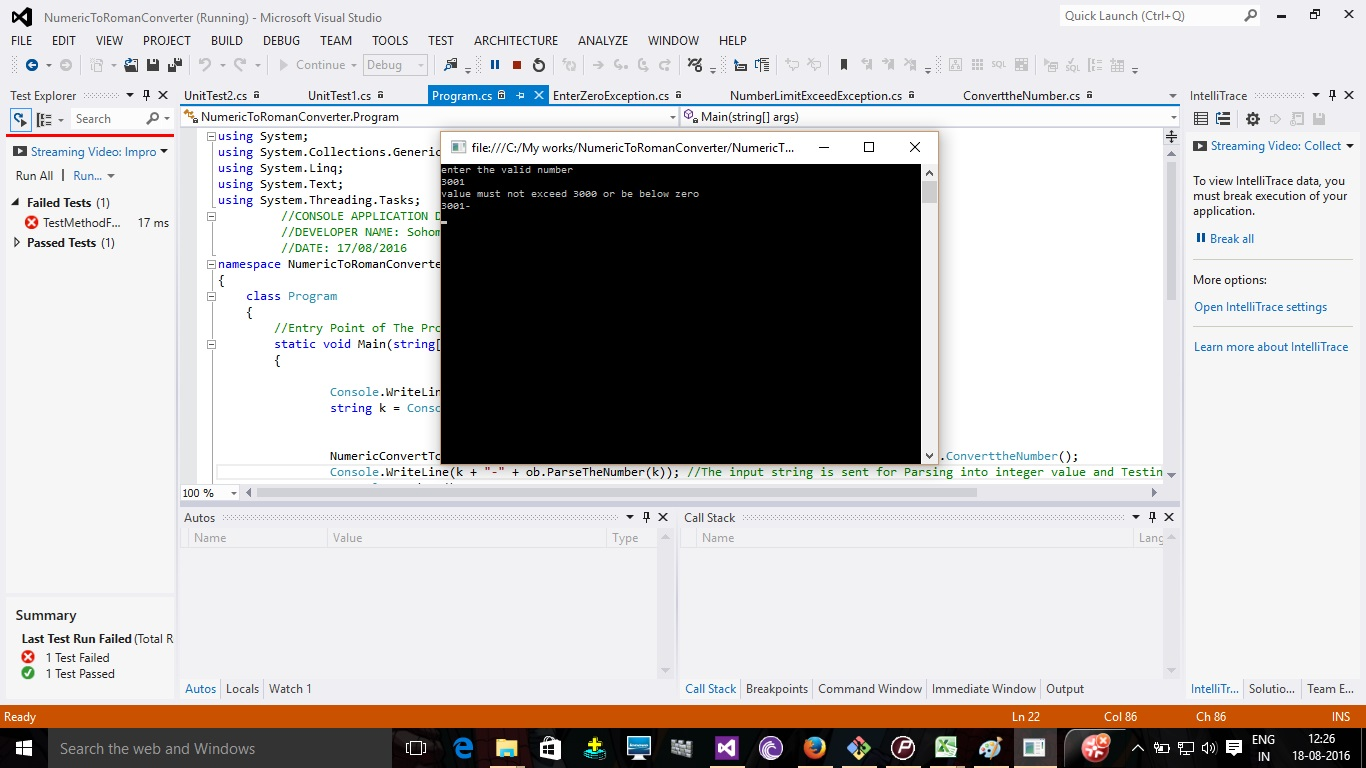 NumericToRomanConverter (Running) - Microsoft Visual Studio
Quick Launch (Ctrl+Q)
FILE EDIT VIEW PROJECT BUILD DEBUG TEAM TOOLS TEST ARCHITECTURE ANALYZE WINDOW HELP
Continue Debug
Test Explorer
Search
Streaming Video: Impro
Run All | Run...
Failed Tests (1)
TestMethodF... 17 ms
Passed Tests (1)
Summary
Last Test Run Failed (Total R
1 Test Failed
1 Test Passed
UnitTest2.cs UnitTest1.cs Program.cs EnterZeroException.cs NumberLimitExceedException.cs ConverttheNumber.cs
NumericToRomanConverter.Program Main(string[] args)
using System;
using System.Collections.Generic
using System.Linq;
using System.Text;
using System.Threading.Tasks;
//CONSOLE APPLICATION D
//DEVELOPER NAME: Sohom
//DATE: 17/08/2016
namespace NumericToRomanConverte
{
class Program
{
//Entry Point of The Pro
static void Main(string[
{
Console.WriteLin
string k = Conso
NumericConvertTo .ConverttheNumber();
Console.WriteLine(k + "-" + ob.ParseTheNumber(k)); //The input string is sent for Parsing into integer value and Testin
100 %
file:///C:/My works/NumericToRomanConverter/NumericT...
enter the valid number
3001
value must not exceed 3000 or be below zero
3001-
Autos
Name Value Type
Autos Locals Watch 1
Call Stack
Name Lang
Call Stack Breakpoints Command Window Immediate Window Output
IntelliTrace
Streaming Video: Collect
To view IntelliTrace data, you
must break execution of your
application.
Break all
More options:
Open IntelliTrace settings
Learn more about IntelliTrace
IntelliTr... Solutio... Team E...
Ready Ln 22 Col 86 Ch 86 INS
Search the web and Windows
ENG
IN
12:26
18-08-2016